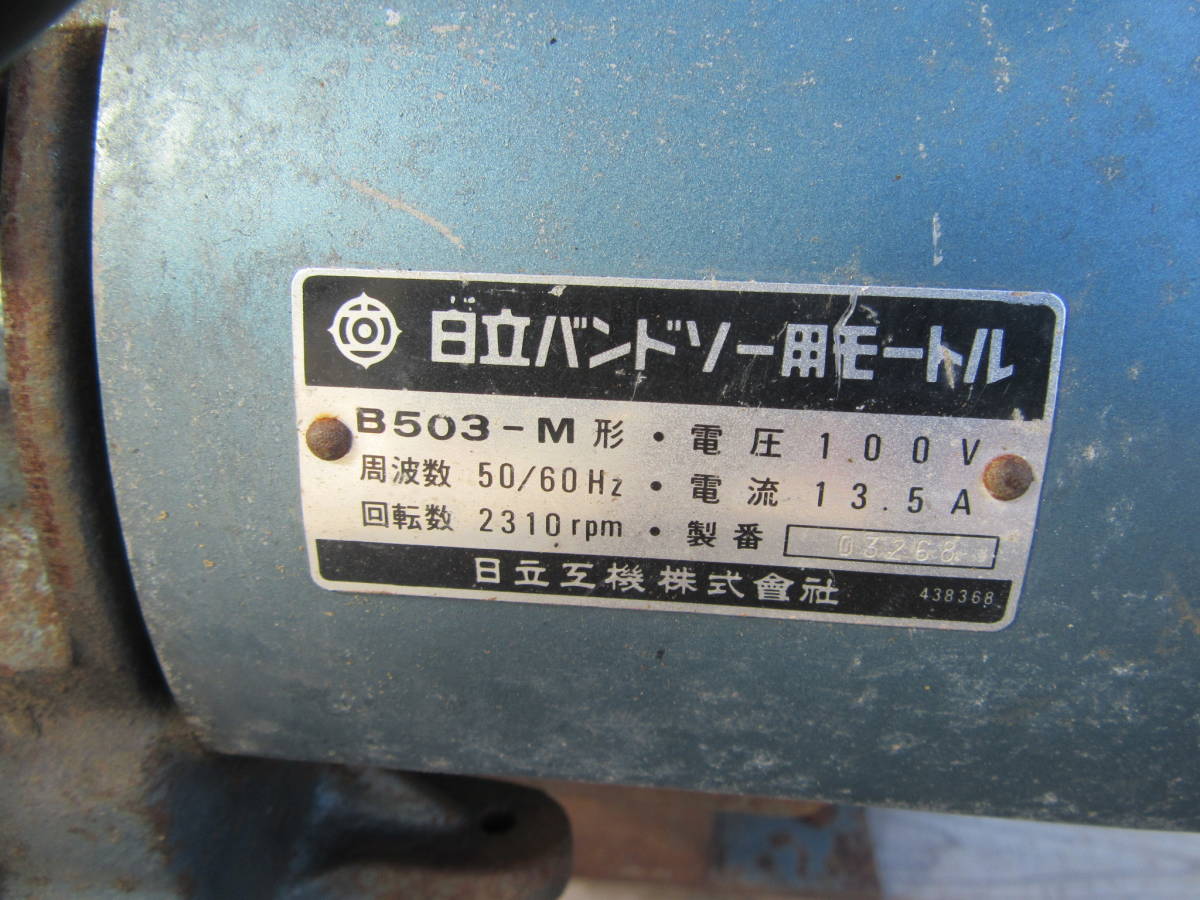 日立バンドソー用モートル
B503-M形・電圧 100V
周波数 50/60Hz・電流 13.5A
回転数 2310rpm・製番 03268
日立工機株式會社 438368